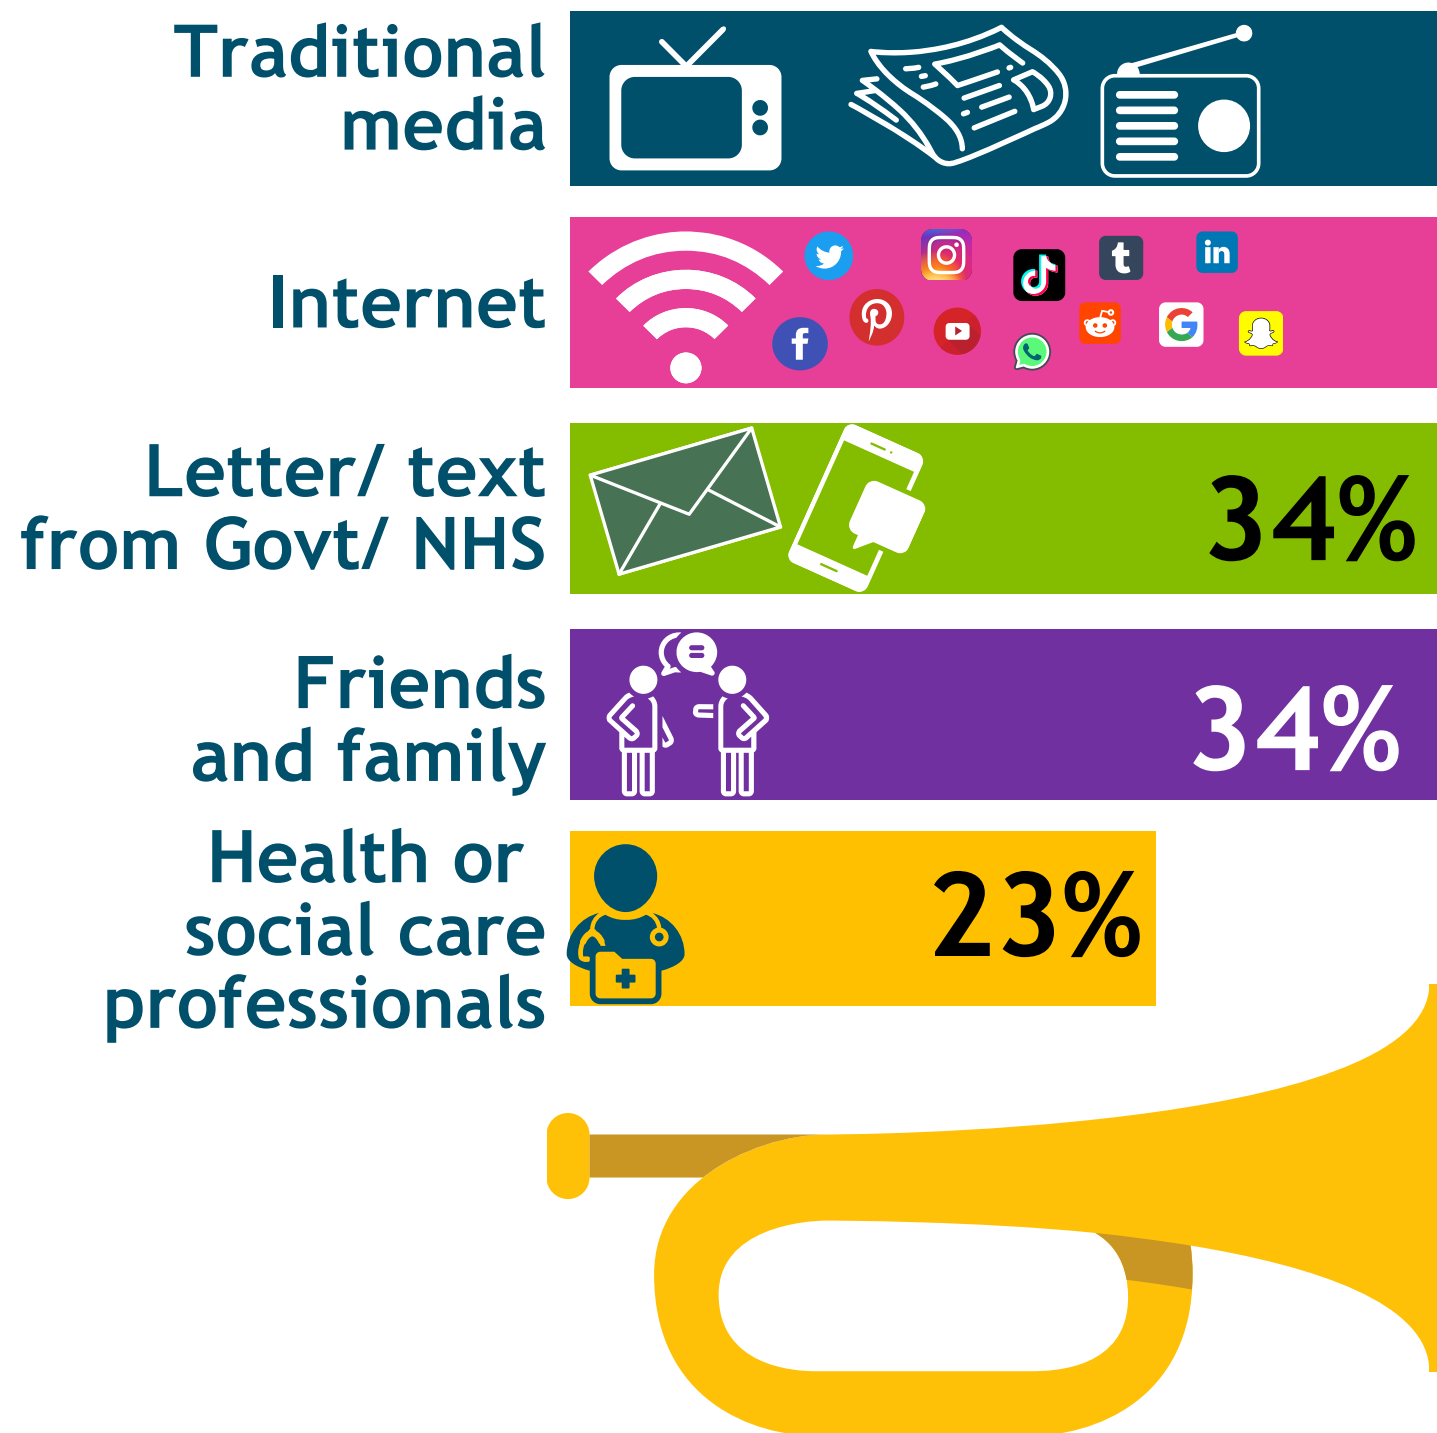 Traditional
media
Internet
t
in
f
G
Letter/ text
from Govt/ NHS
34%
Friends
and family
34%
Health or
social care
professionals
23%